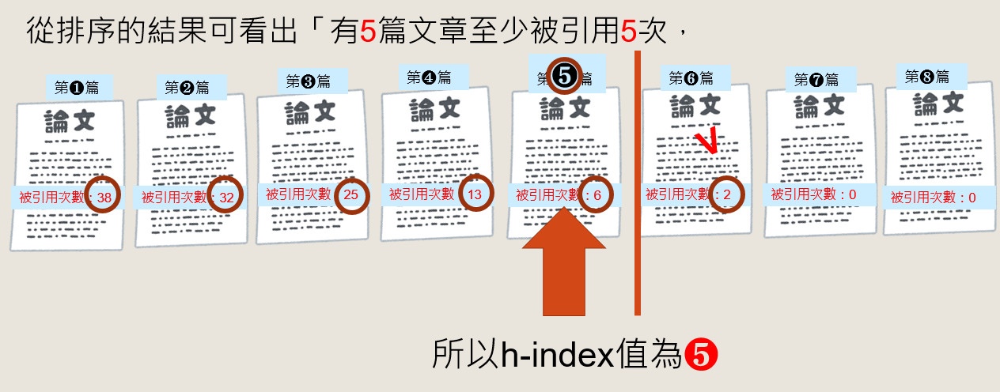 從排序的結果可看出「有5篇文章至少被引用5次，
第❶篇
第❷篇
第❸篇
第❹篇
第❺篇
第❻篇
第❼篇
第❽篇
論文
論文
論文
論文
論文
論文
論文
論文
V
被引用次數：38
被引用次數：32
被引用次數 25
被引用次數 13
被引用次數：6
被引用次數：2
被引用次數：0
被引用次數：0
所以h-index值為❺